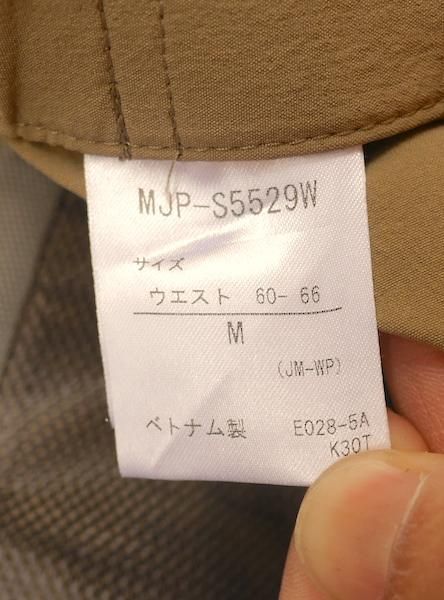 MJP-S5529W
サイズ
ウエスト 60- 66
M
(JM-WP)
ベトナム製 E028-5A
K30T